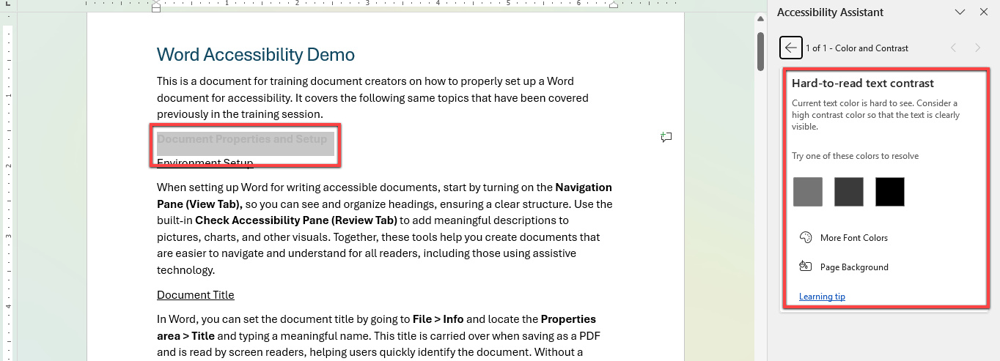 1 2 3 4 5 6
Word Accessibility Demo
This is a document for training document creators on how to properly set up a Word
document for accessibility. It covers the following same topics that have been covered
previously in the training session.
Document Properties and Setup
Environment Setup
When setting up Word for writing accessible documents, start by turning on the Navigation
Pane (View Tab), so you can see and organize headings, ensuring a clear structure. Use the
built-in Check Accessibility Pane (Review Tab) to add meaningful descriptions to
pictures, charts, and other visuals. Together, these tools help you create documents that
are easier to navigate and understand for all readers, including those using assistive
technology.
Document Title
In Word, you can set the document title by going to File > Info and locate the Properties
area > Title and typing a meaningful name. This title is carried over when saving as a PDF
and is read by screen readers, helping users quickly identify the document. Without a
1
2
3
4
Accessibility Assistant
1 of 1 - Color and Contrast
Hard-to-read text contrast
Current text color is hard to see. Consider a
high contrast color so that the text is clearly
visible.
Try one of these colors to resolve
More Font Colors
Page Background
Learning tip